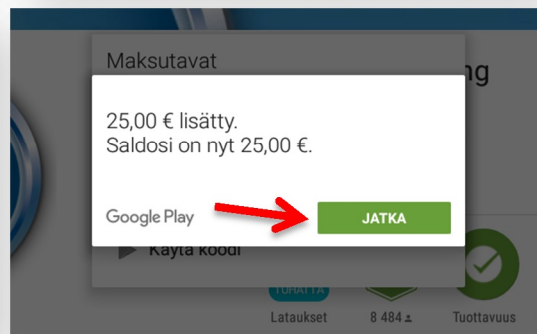 Maksutavat
ng
25,00 € lisätty.
Saldosi on nyt 25,00 €.
Google Play
JATKA
Käytä koodi
TUHATTA
Lataukset
8 484
Tuottavuus